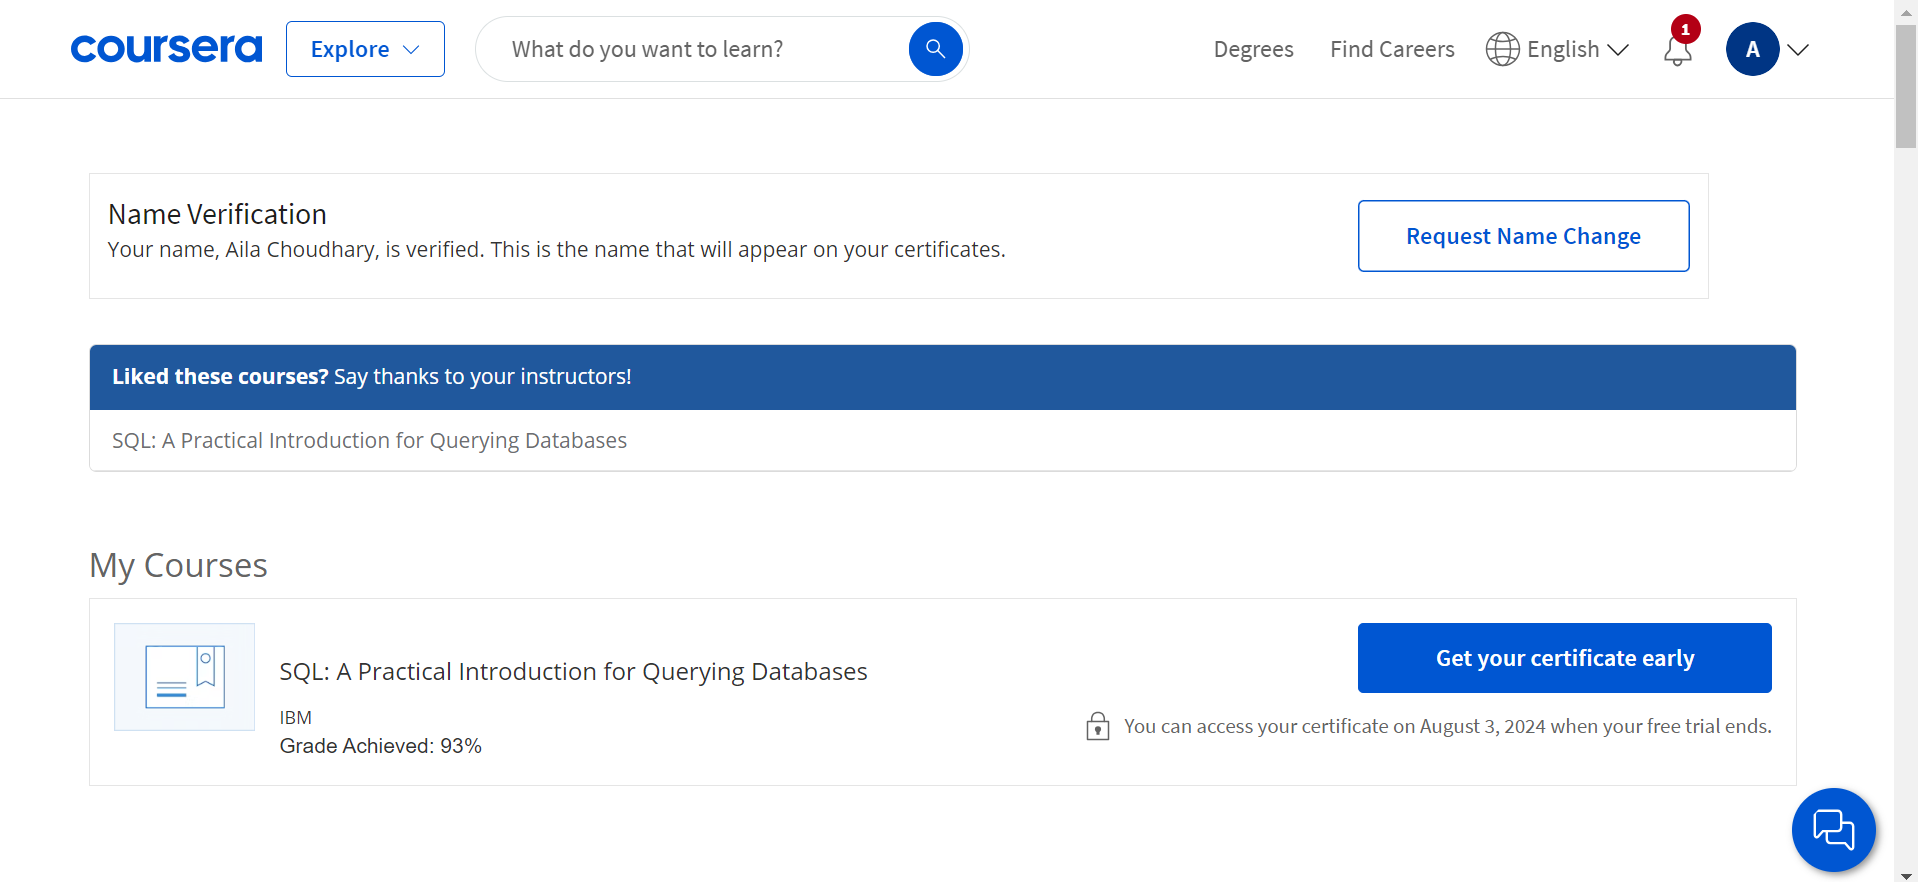 coursera
Explore
What do you want to learn?
Degrees
Find Careers
English
1
A
Name Verification
Your name, Aila Choudhary, is verified. This is the name that will appear on your certificates.
Request Name Change
Liked these courses? Say thanks to your instructors!
SQL: A Practical Introduction for Querying Databases
My Courses
SQL: A Practical Introduction for Querying Databases
IBM
Grade Achieved: 93%
Get your certificate early
You can access your certificate on August 3, 2024 when your free trial ends.